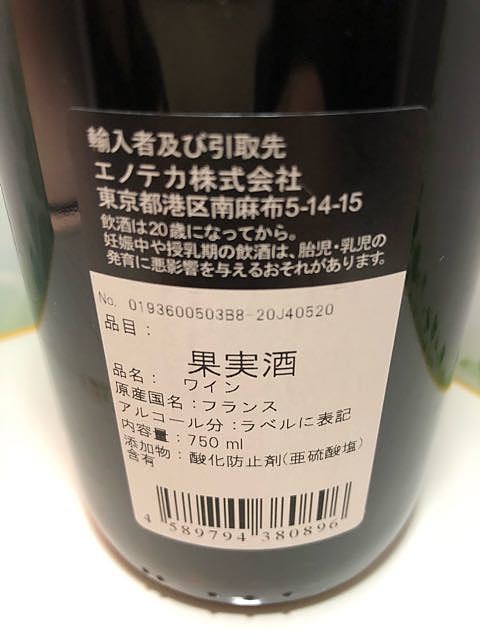 輸入者及び引取先
エノテカ株式会社
東京都港区南麻布5-14-15
飲酒は20歳になってから。
妊娠中や授乳期の飲酒は、胎児・乳児の
発育に悪影響を与えるおそれがあります。
No. 0193600503B8-20J40520
品目：
果実酒
品名： ワイン
原産国名：フランス
アルコール分：ラベルに表記
内容量：750 ml
添加物：酸化防止剤(亜硫酸塩)
含有
4 589794 380896